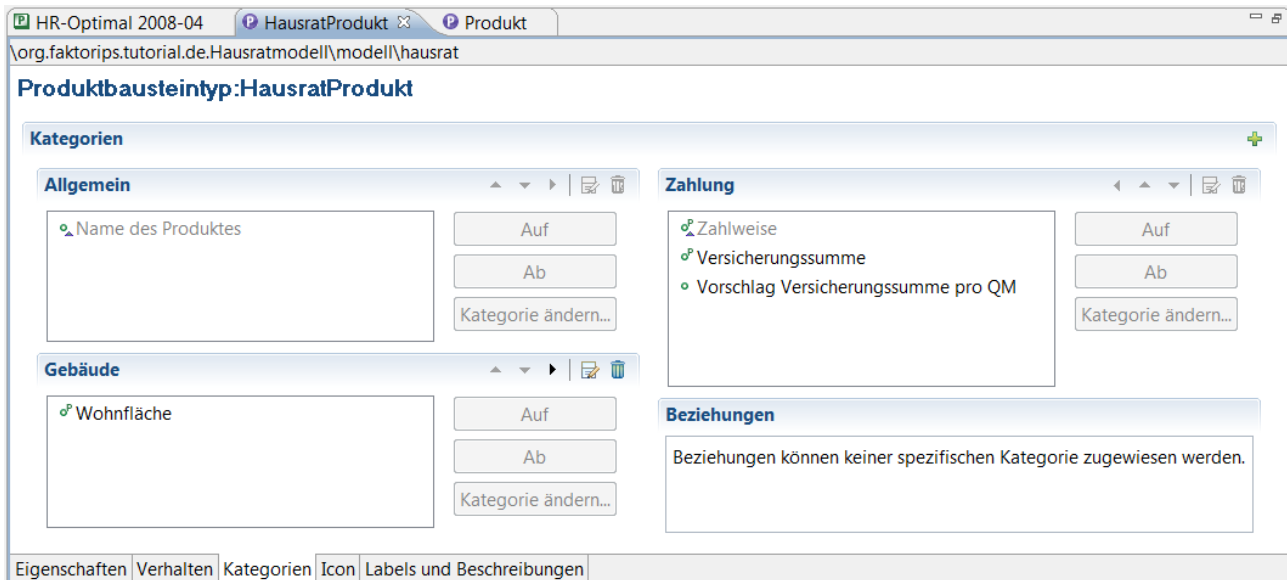 HR-Optimal 2008-04 HausratProdukt Produkt
\org.faktorips.tutorial.de.Hausratmodell\modell\hausrat
Produktbausteintyp:HausratProdukt
Kategorien
Allgemein
Name des Produktes
Auf
Ab
Kategorie ändern...
Gebäude
Wohnfläche
Auf
Ab
Kategorie ändern...
Zahlung
Zahlweise
Versicherungssumme
Vorschlag Versicherungssumme pro QM
Auf
Ab
Kategorie ändern...
Beziehungen
Beziehungen können keiner spezifischen Kategorie zugewiesen werden.
Eigenschaften Verhalten Kategorien Icon Labels und Beschreibungen